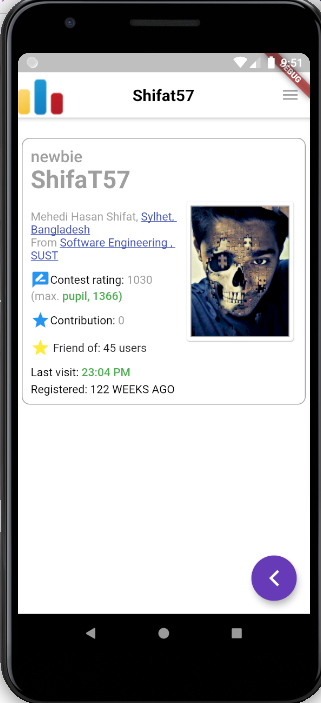 9:51
DEBUG
Shifat57
newbie
ShifaT57
Mehedi Hasan Shifat, Sylhet,
Bangladesh
From Software Engineering ,
SUST
Contest rating: 1030
(max. pupil, 1366)
Contribution: 0
Friend of: 45 users
Last visit: 23:04 PM
Registered: 122 WEEKS AGO